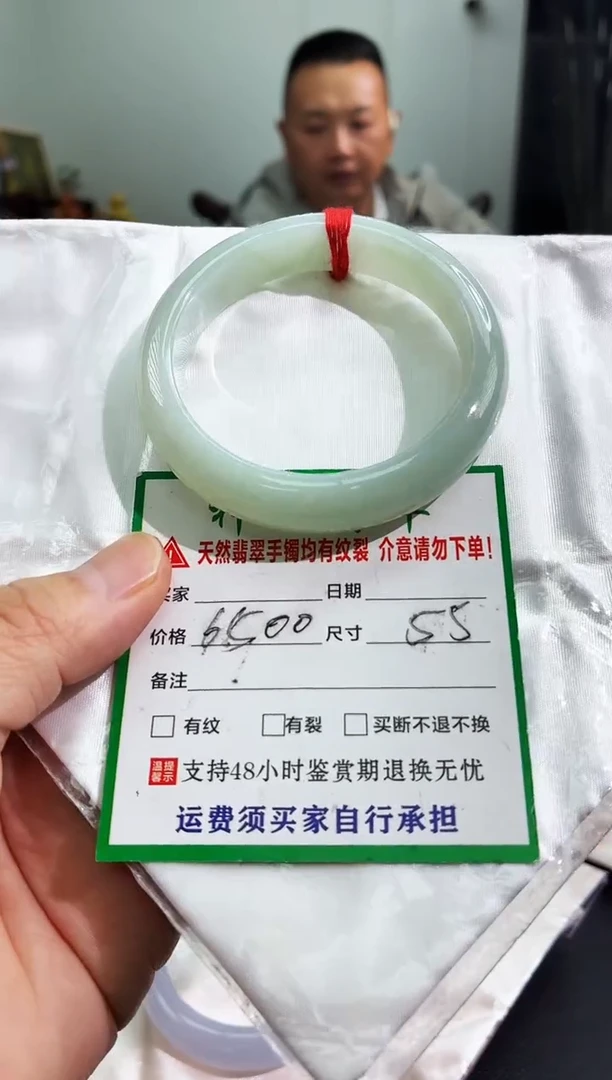 天然翡翠手镯均有纹裂 介意请勿下单!
家 日期
价格 6500 尺寸 55
备注
有纹 有裂 买断不退不换
温馨提示 支持48小时鉴赏期退换无忧
运费须买家自行承担